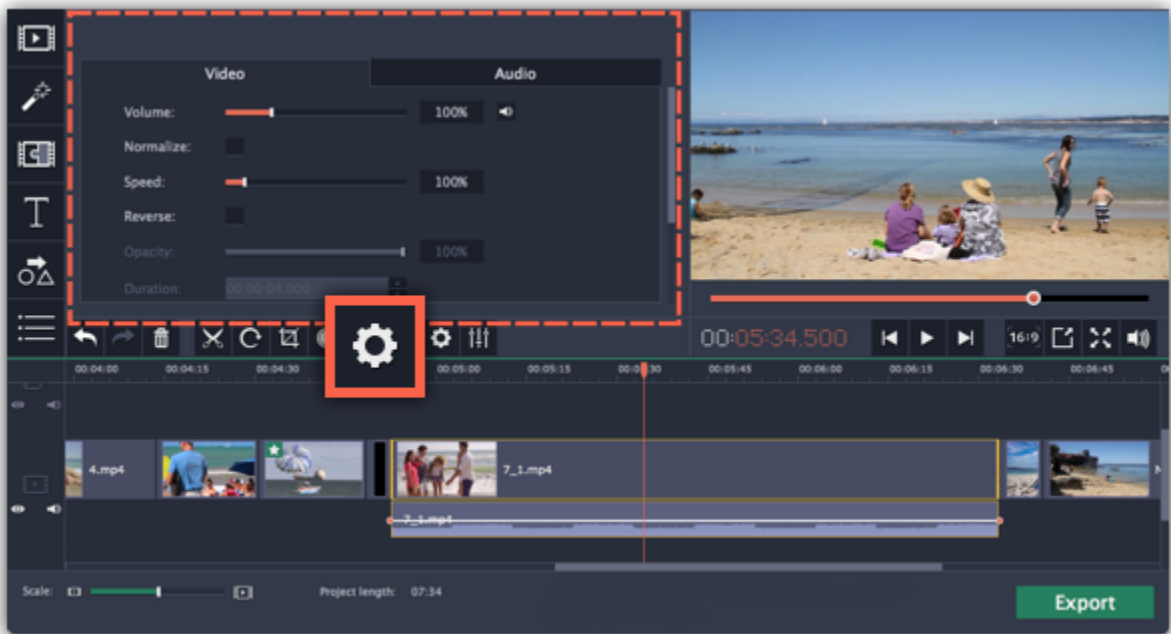 Video Audio
Volume: 100%
Normalize:
Speed: 100%
Reverse:
Opacity: 100%
Duration: 00:00:04.000
T
00:05:34.500 16:9
00:04:00 00:04:15 00:04:30 00:05:00 00:05:15 00:0 :30 00:05:45 00:06:00 00:06:15 00:06:30 00:06:45
4.mp4 7_1.mp4
7_1.mp4
Scale: Project length: 07:34
Export